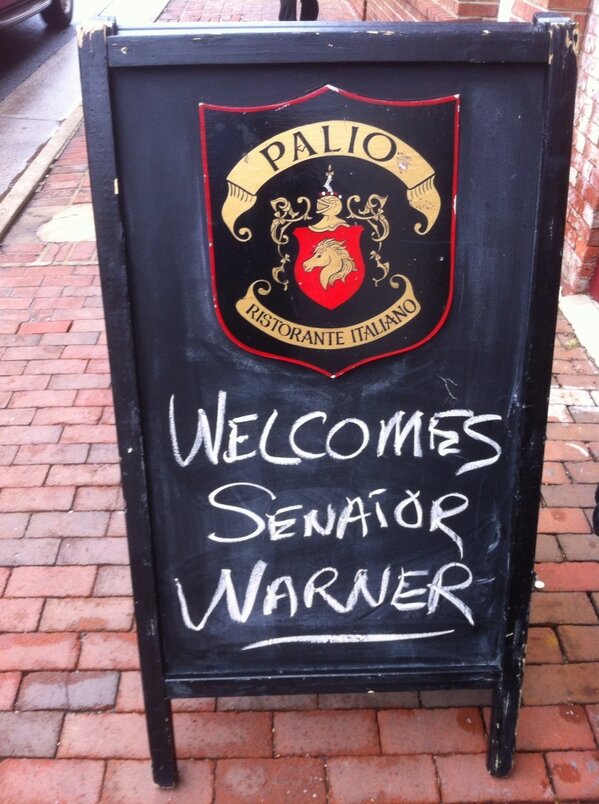 PALIO
RISTORANTE ITALIANO
WELCOMES
SENATOR
WARNER